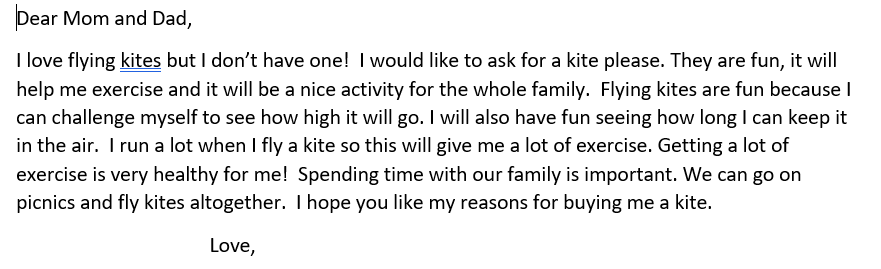 Dear Mom and Dad,
I love flying kites but I don’t have one!  I would like to ask for a kite please. They are fun, it will
help me exercise and it will be a nice activity for the whole family.  Flying kites are fun because I
can challenge myself to see how high it will go. I will also have fun seeing how long I can keep it
in the air.  I run a lot when I fly a kite so this will give me a lot of exercise. Getting a lot of
exercise is very healthy for me!  Spending time with our family is important. We can go on
picnics and fly kites altogether.  I hope you like my reasons for buying me a kite.
Love,